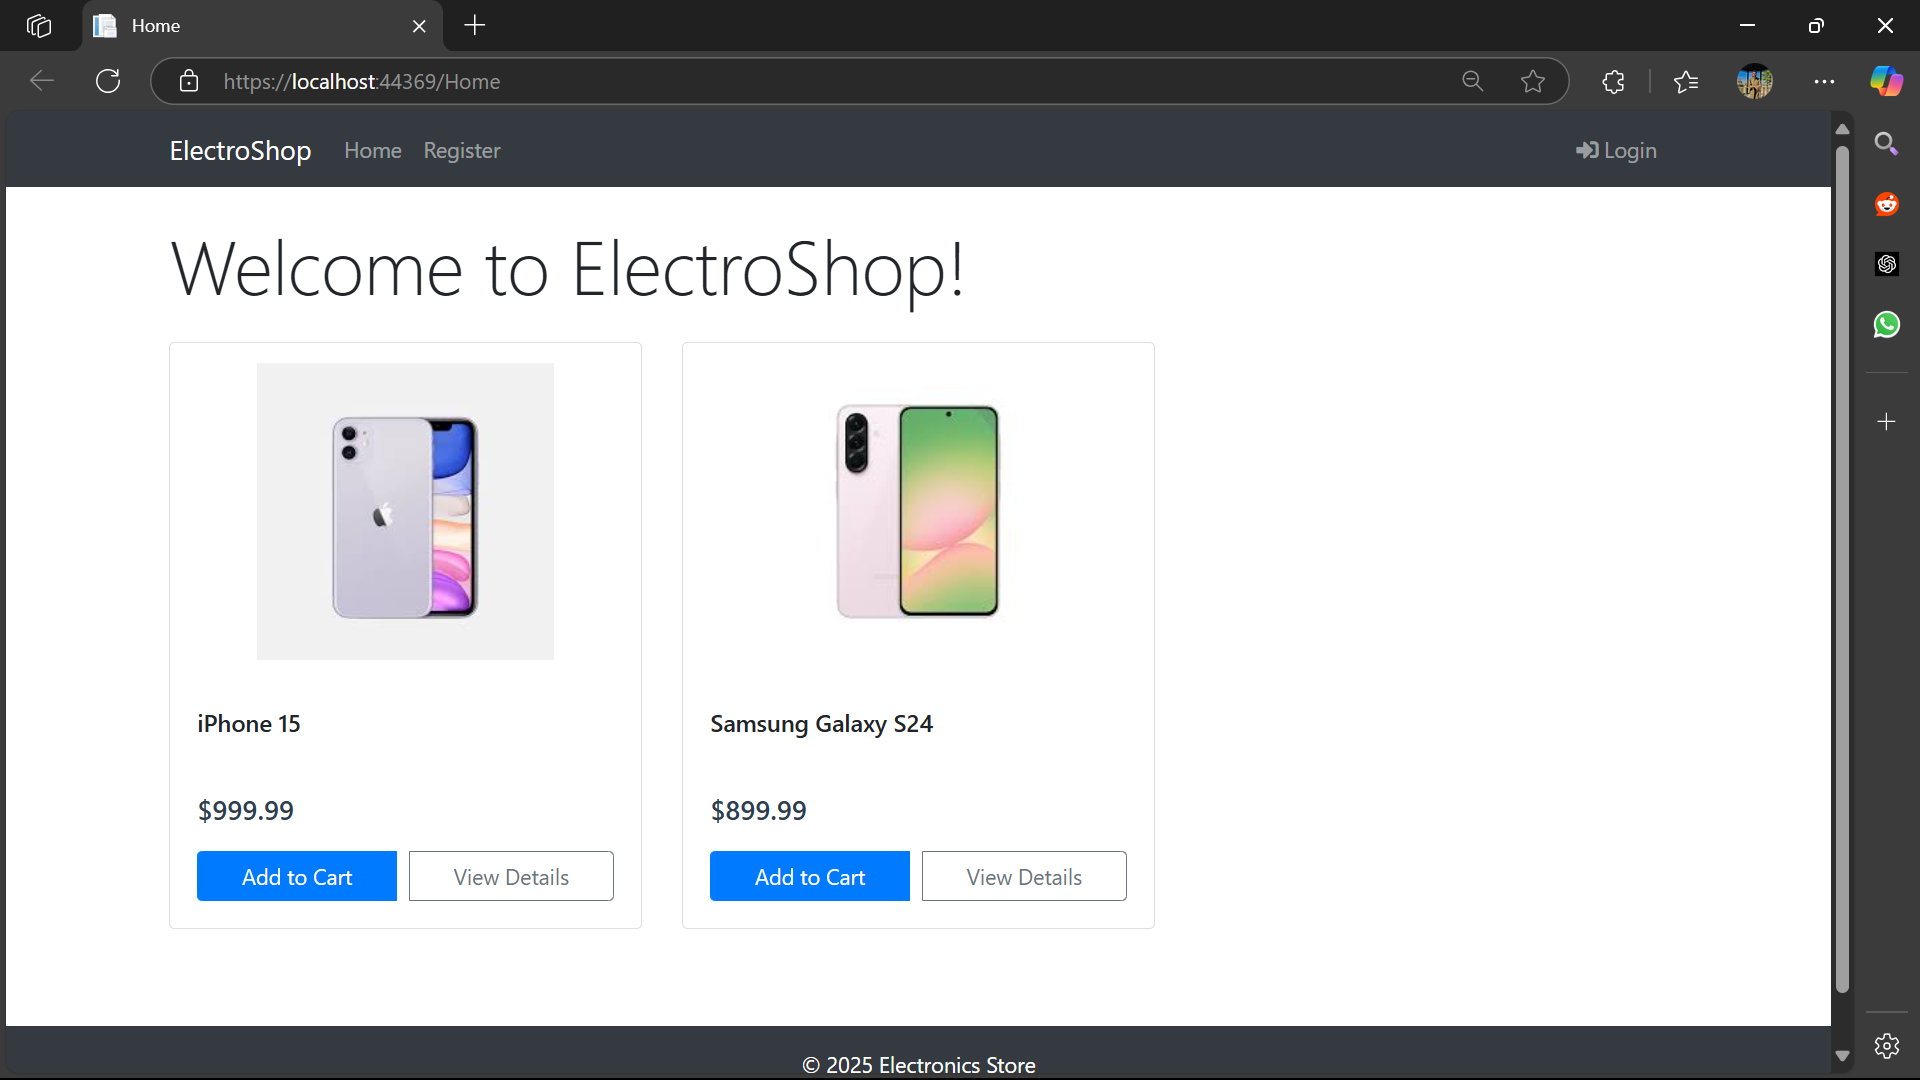 Home
https://localhost:44369/Home
ElectroShop Home Register Login
Welcome to ElectroShop!
iPhone 15
$999.99
Add to Cart View Details
Samsung Galaxy S24
$899.99
Add to Cart View Details
© 2025 Electronics Store